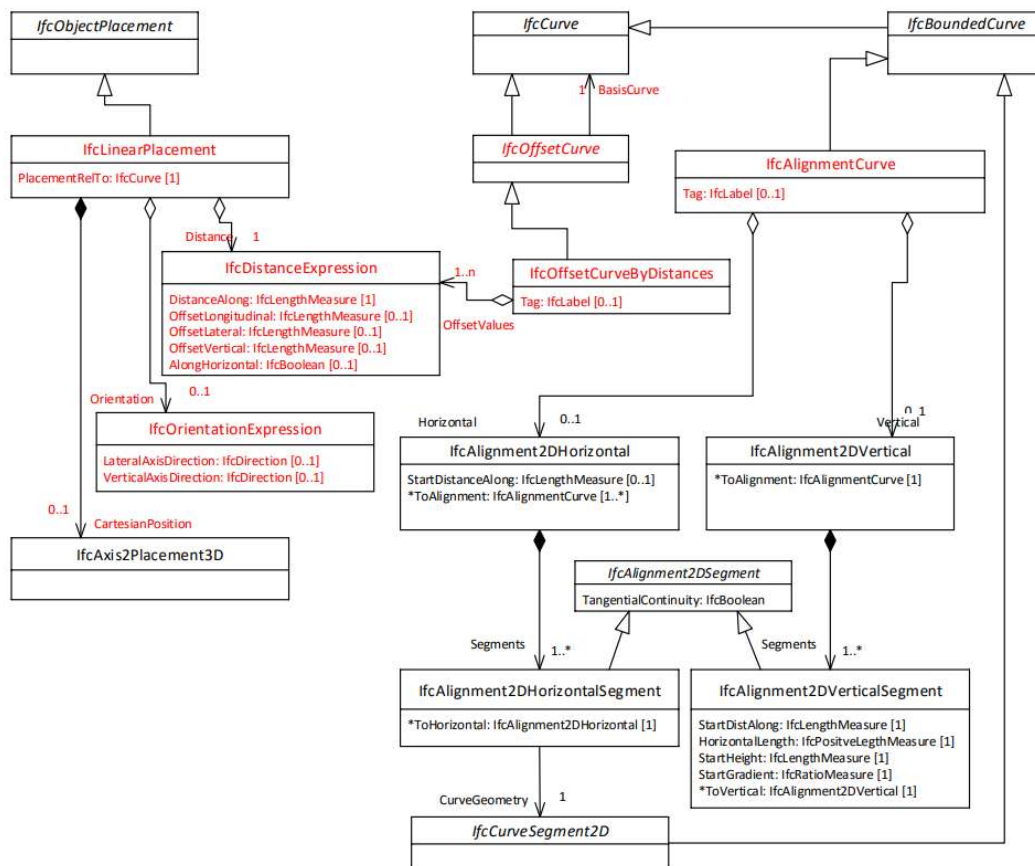 IfcObjectPlacement
IfcCurve
IfcBoundedCurve
1
BasisCurve
IfcLinearPlacement
PlacementRelTo: IfcCurve [1]
IfcOffsetCurve
IfcAlignmentCurve
Tag: IfcLabel [0..1]
Distance
1
IfcDistanceExpression
DistanceAlong: IfcLengthMeasure [1]
OffsetLongitudinal: IfcLengthMeasure [0..1]
OffsetLateral: IfcLengthMeasure [0..1]
OffsetVertical: IfcLengthMeasure [0..1]
AlongHorizontal: IfcBoolean [0..1]
1..n
OffsetValues
IfcOffsetCurveByDistances
Tag: IfcLabel [0..1]
0..1
Orientation
IfcOrientationExpression
LateralAxisDirection: IfcDirection [0..1]
VerticalAxisDirection: IfcDirection [0..1]
Horizontal
0..1
Vertical
0..1
IfcAlignment2DHorizontal
StartDistanceAlong: IfcLengthMeasure [0..1]
*ToAlignment: IfcAlignmentCurve [1..*]
IfcAlignment2DVertical
*ToAlignment: IfcAlignmentCurve [1]
0..1
CartesianPosition
IfcAxis2Placement3D
IfcAlignment2DSegment
TangentialContinuity: IfcBoolean
Segments
1..*
Segments
1..*
IfcAlignment2DHorizontalSegment
*ToHorizontal: IfcAlignment2DHorizontal [1]
IfcAlignment2DVerticalSegment
StartDistAlong: IfcLengthMeasure [1]
HorizontalLength: IfcPositveLegthMeasure [1]
StartHeight: IfcLengthMeasure [1]
StartGradient: IfcRatioMeasure [1]
*ToVertical: IfcAlignment2DVertical [1]
CurveGeometry
1
IfcCurveSegment2D